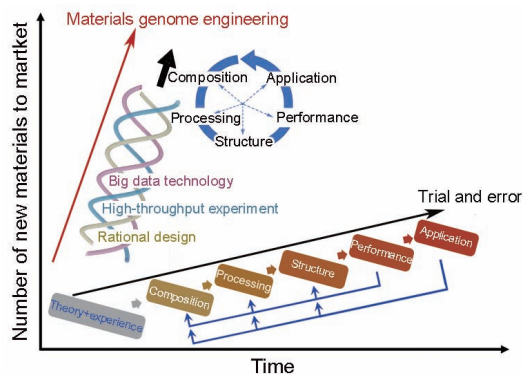 Materials genome engineering
Composition
Application
Processing
Performance
Structure
Big data technology
High-throughput experiment
Rational design
Trial and error
Theory+experience
Composition
Processing
Structure
Performance
Application
Number of new materials to martket
Time